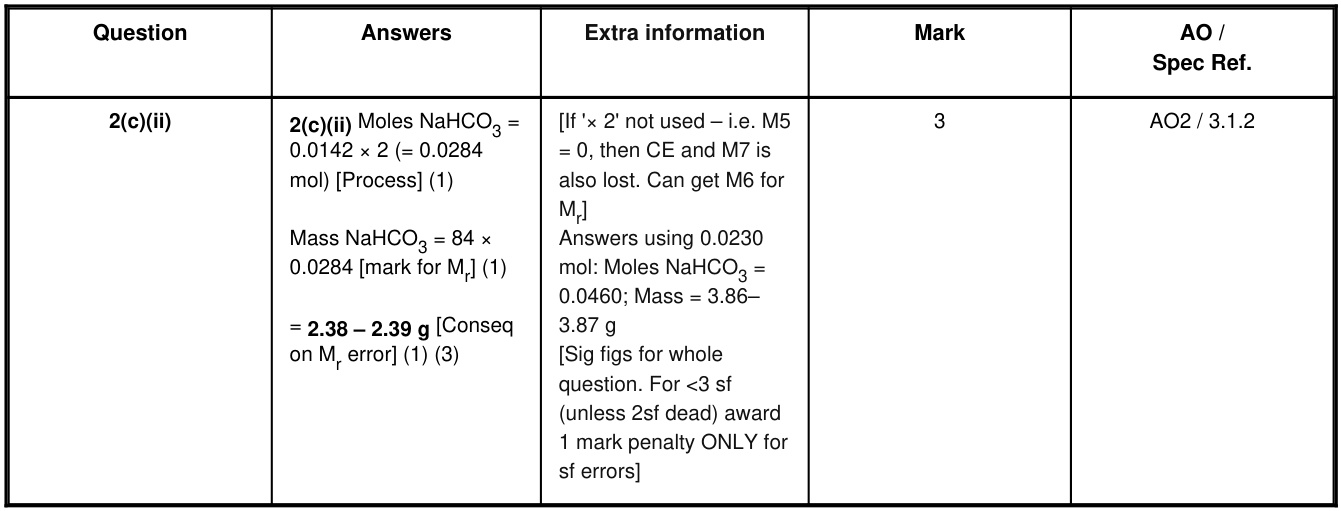 Question
Answers
Extra information
Mark
AO /
Spec Ref.
2(c)(ii)
2(c)(ii) Moles NaHCO₃ =
0.0142 × 2 (= 0.0284
mol) [Process] (1)
Mass NaHCO₃ = 84 ×
0.0284 [mark for Mᵣ] (1)
= 2.38 – 2.39 g [Conseq
on Mᵣ error] (1) (3)
[If '× 2' not used – i.e. M5
= 0, then CE and M7 is
also lost. Can get M6 for
Mᵣ]
Answers using 0.0230
mol: Moles NaHCO₃ =
0.0460; Mass = 3.86–
3.87 g
[Sig figs for whole
question. For <3 sf
(unless 2sf dead) award
1 mark penalty ONLY for
sf errors]
3
AO2 / 3.1.2